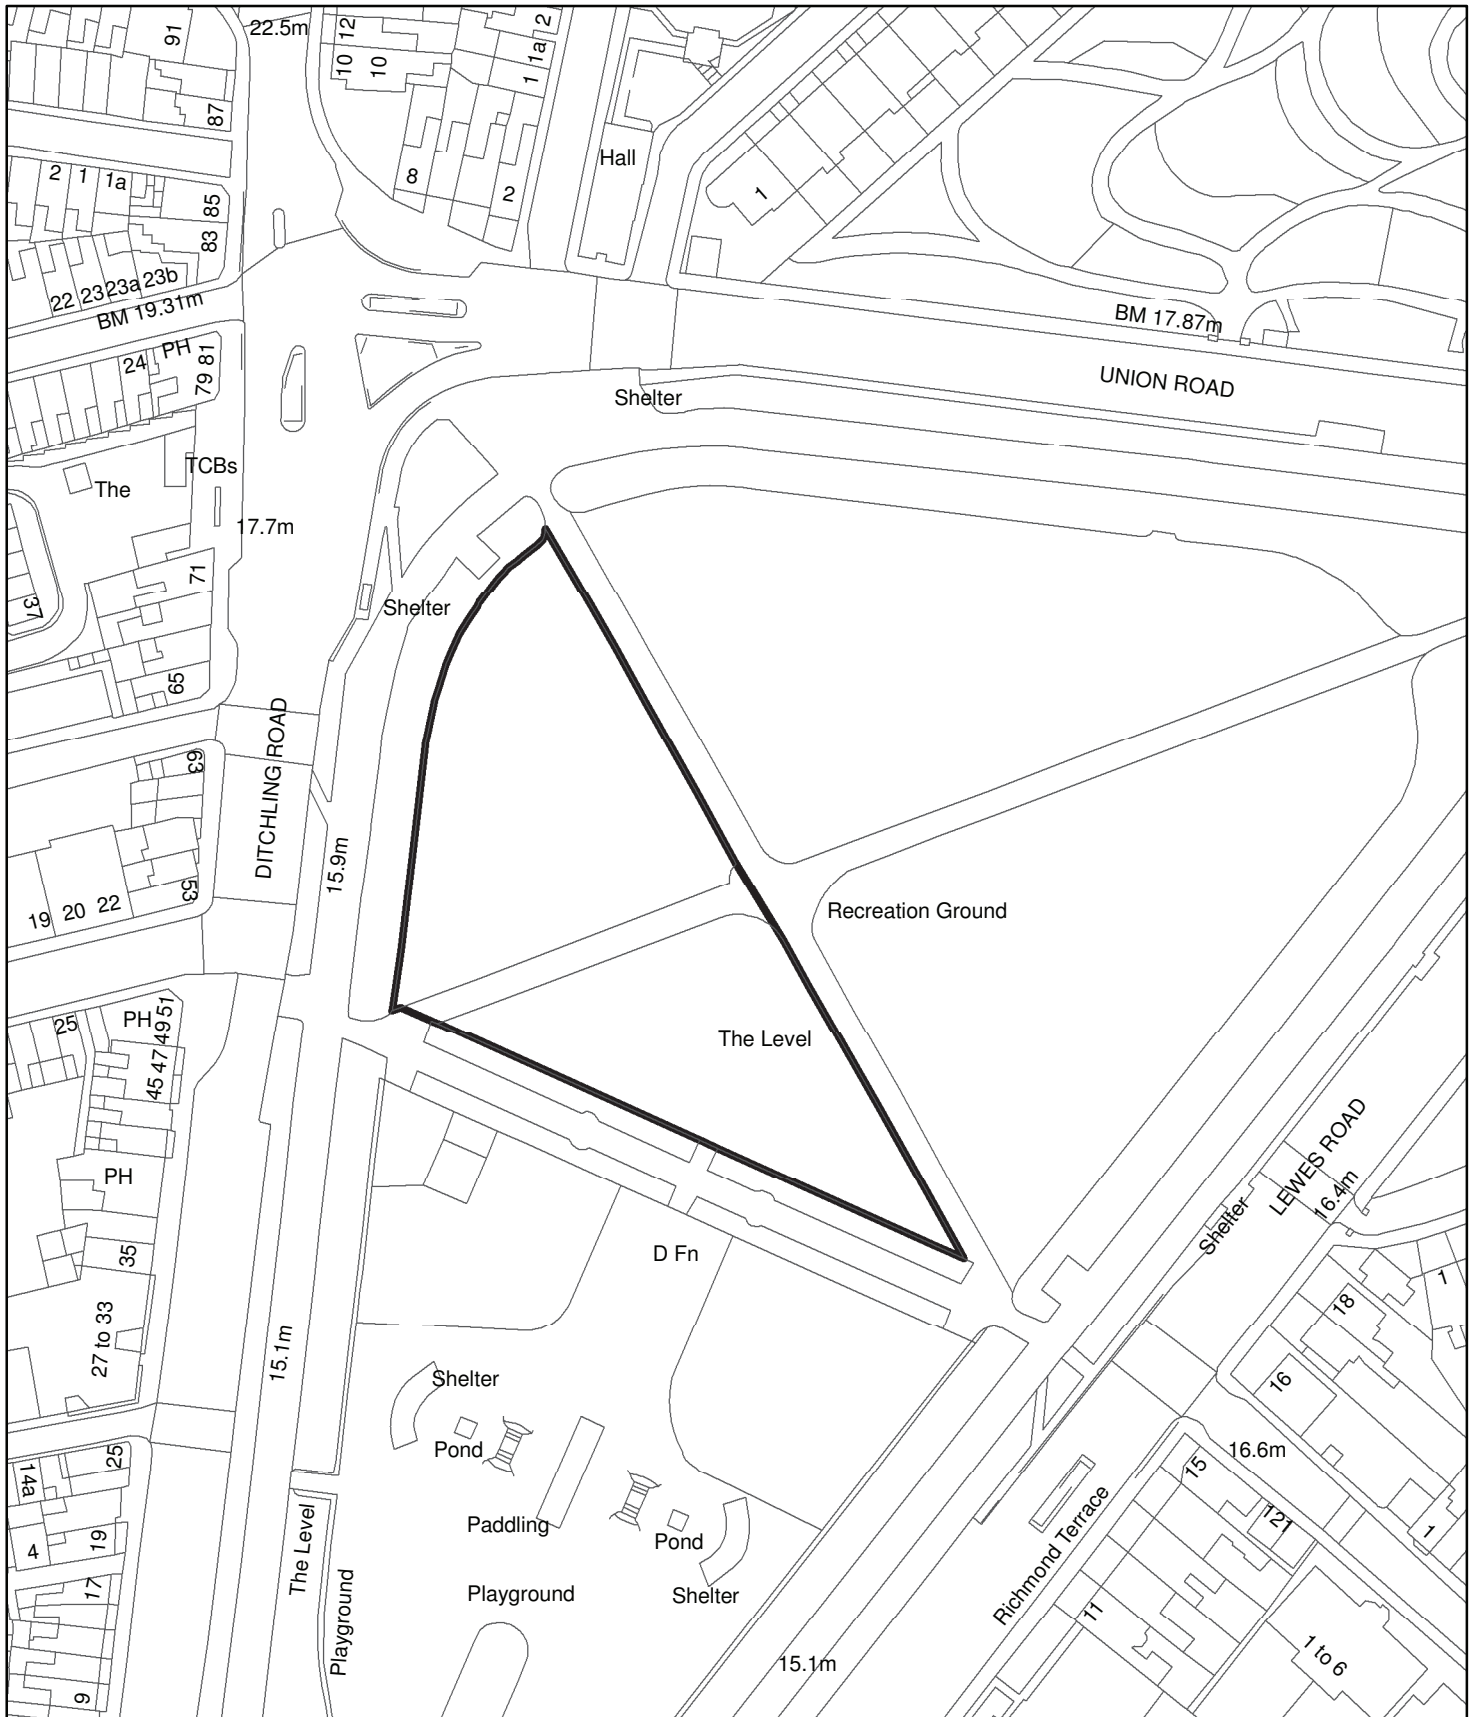 22.5m
91
12
10
10
2
1a
1
87
Hall
2
1
1a
85
8
2
1
83
22
23
23a
23b
BM 19.31m
BM 17.87m
UNION ROAD
24
PH
81
79
Shelter
TCBs
The
17.7m
71
37
Shelter
65
DITCHLING ROAD
63
15.9m
53
19
20
22
Recreation Ground
25
PH
51
49
47
45
The Level
PH
LEWES ROAD
16.4m
Shelter
35
D Fn
1
18
27 to 33
15.1m
Shelter
16
Pond
25
14a
16.6m
15
The Level
Paddling
Pond
121
1
4
19
Richmond Terrace
17
Playground
Playground
Shelter
11
1 to 6
15.1m
9